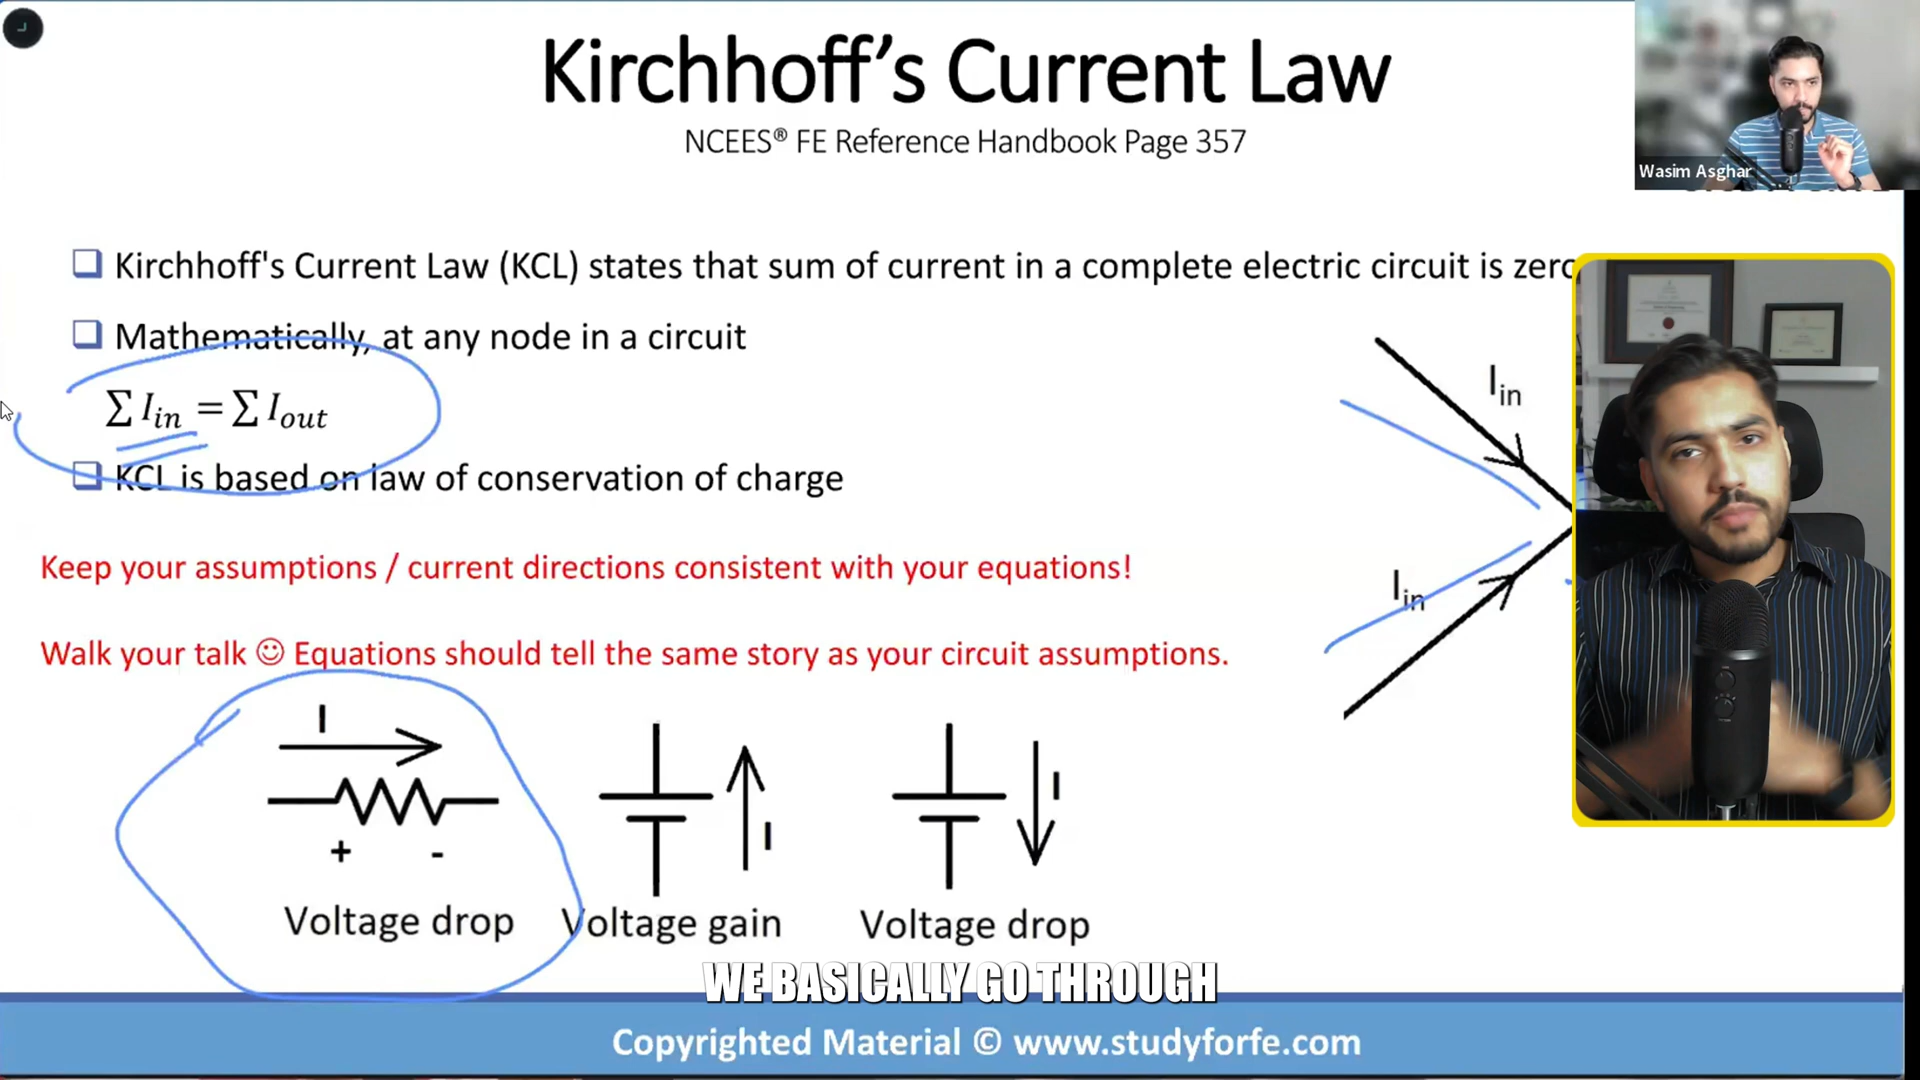 Kirchhoff's Current Law
NCEES® FE Reference Handbook Page 357
Wasim Asghar
Kirchhoff's Current Law (KCL) states that sum of current in a complete electric circuit is zero
Mathematically, at any node in a circuit
∑ I_in = ∑ I_out
KCL is based on law of conservation of charge
I_in
I_in
Keep your assumptions / current directions consistent with your equations!
Walk your talk ☺ Equations should tell the same story as your circuit assumptions.
I
I
I
+ -
Voltage drop
Voltage gain
Voltage drop
WE BASICALLY GO THROUGH
Copyrighted Material © www.studyforfe.com